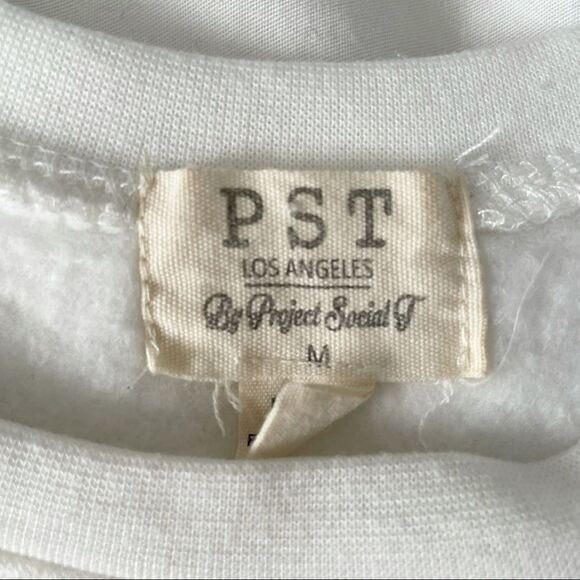 PST
LOS ANGELES
By Project Social T
M